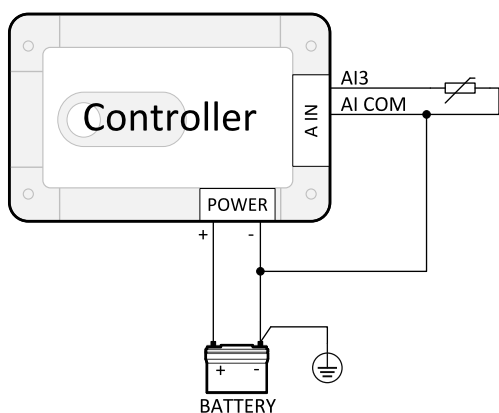 AI3
Controller
A IN
AI COM
POWER
+ -
+ -
BATTERY